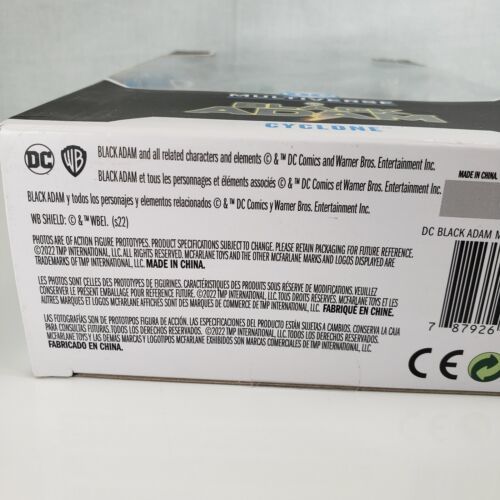 MULTIVERSE
BLACK ADAM
CYCLONE
DC WB BLACK ADAM and all related characters and elements © & ™ DC Comics and Warner Bros. Entertainment Inc.
BLACK ADAM et tous les personnages et éléments associés © & ™ DC Comics et Warner Bros. Entertainment Inc.
BLACK ADAM y todos los personajes y elementos relacionados © & ™ DC Comics y Warner Bros. Entertainment Inc.
WB SHIELD: © & ™ WBEI. (s22)
PHOTOS ARE OF ACTION FIGURE PROTOTYPES. PRODUCT SPECIFICATIONS SUBJECT TO CHANGE. PLEASE RETAIN PACKAGING FOR FUTURE REFERENCE.
©2022 TMP INTERNATIONAL, LLC. ALL RIGHTS RESERVED. MCFARLANE TOYS AND THE OTHER MCFARLANE MARKS AND LOGOS DISPLAYED ARE
TRADEMARKS OF TMP INTERNATIONAL, LLC. MADE IN CHINA.
LES PHOTOS SONT CELLES DES PROTOTYPES DE FIGURINES. CARACTÉRISTIQUES DES PRODUITS SOUS RÉSERVE DE MODIFICATIONS. VEUILLEZ
CONSERVER LE PRÉSENT EMBALLAGE POUR RÉFÉRENCE FUTURE. ©2022 TMP INTERNATIONAL, LLC TOUS DROITS RÉSERVÉS. MCFARLANE TOYS ET LES
AUTRES MARQUES ET LOGOS MCFARLANE AFFICHÉS SONT DES MARQUES DE COMMERCE DE TMP INTERNATIONAL, LLC. FABRIQUÉ EN CHINE.
LAS FOTOGRAFÍAS SON DE PROTOTIPOS FIGURA DE ACCIÓN. LAS ESPECIFICACIONES DEL PRODUCTO ESTÁN SUJETAS A CAMBIOS. CONSERVA LA CAJA
PARA CONSULTAS FUTURAS. TODOS LOS DERECHOS RESERVADOS. ©2022 TMP INTERNATIONAL, LLC TODOS LOS DERECHOS RESERVADOS.
MCFARLANE TOYS Y LAS DEMÁS MARCAS Y LOGOTIPOS MCFARLANE EXHIBIDOS SON MARCAS COMERCIALES DE TMP INTERNATIONAL, LLC.
FABRICADO EN CHINA.
MADE IN CHINA.
DC BLACK ADAM M
7 87926
CE